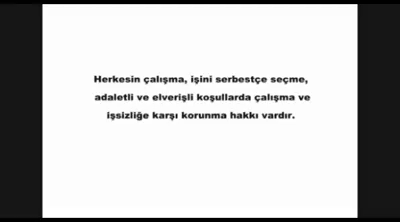 Herkesin çalışma, işini serbestçe seçme,
adaletli ve elverişli koşullarda çalışma ve
işsizliğe karşı korunma hakkı vardır.